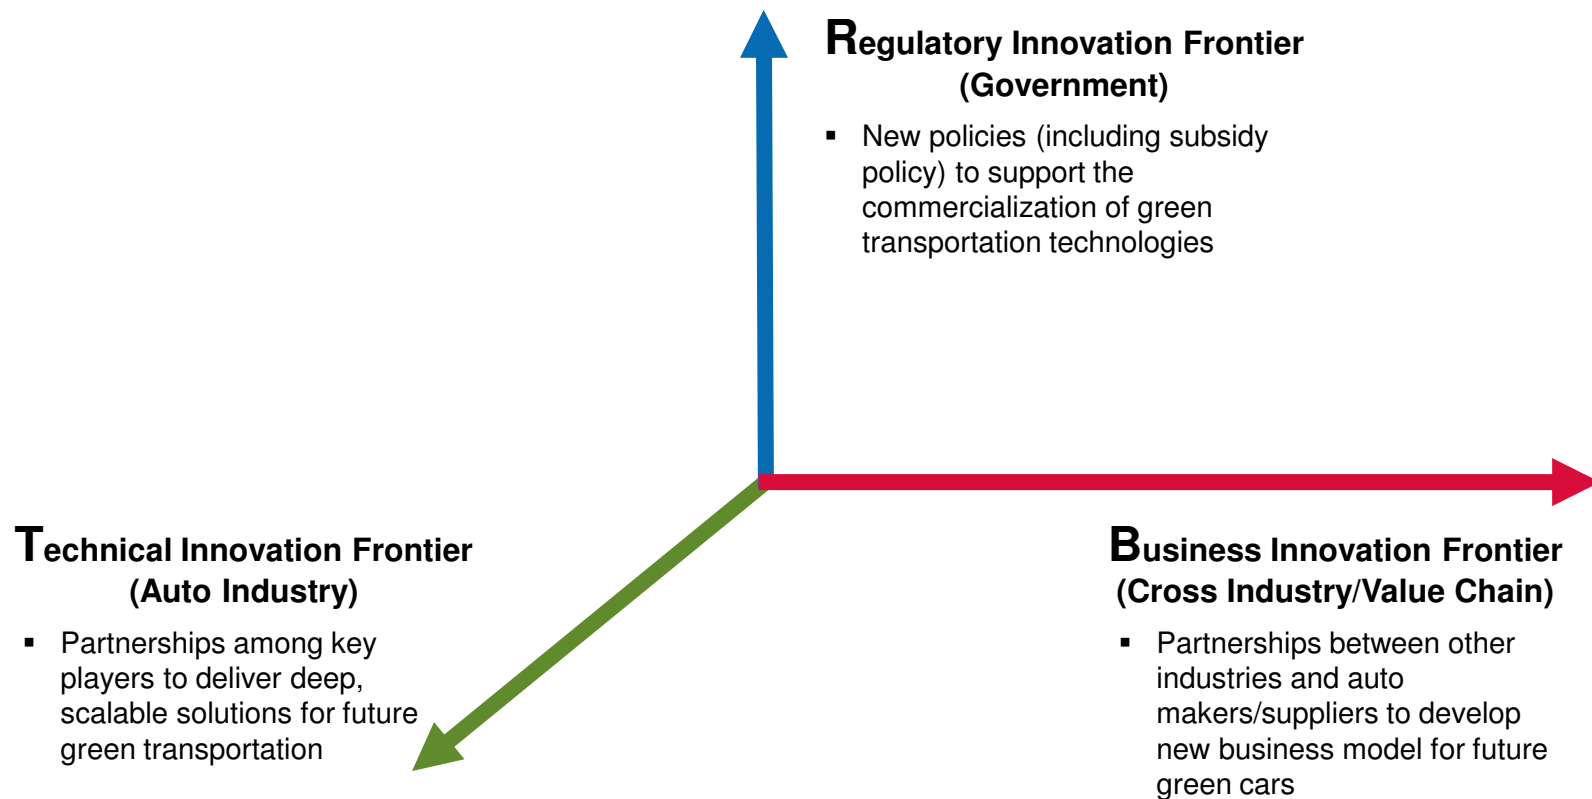 Regulatory Innovation Frontier
(Government)
▪ New policies (including subsidy
policy) to support the
commercialization of green
transportation technologies
Technical Innovation Frontier
(Auto Industry)
▪ Partnerships among key
players to deliver deep,
scalable solutions for future
green transportation
Business Innovation Frontier
(Cross Industry/Value Chain)
▪ Partnerships between other
industries and auto
makers/suppliers to develop
new business model for future
green cars